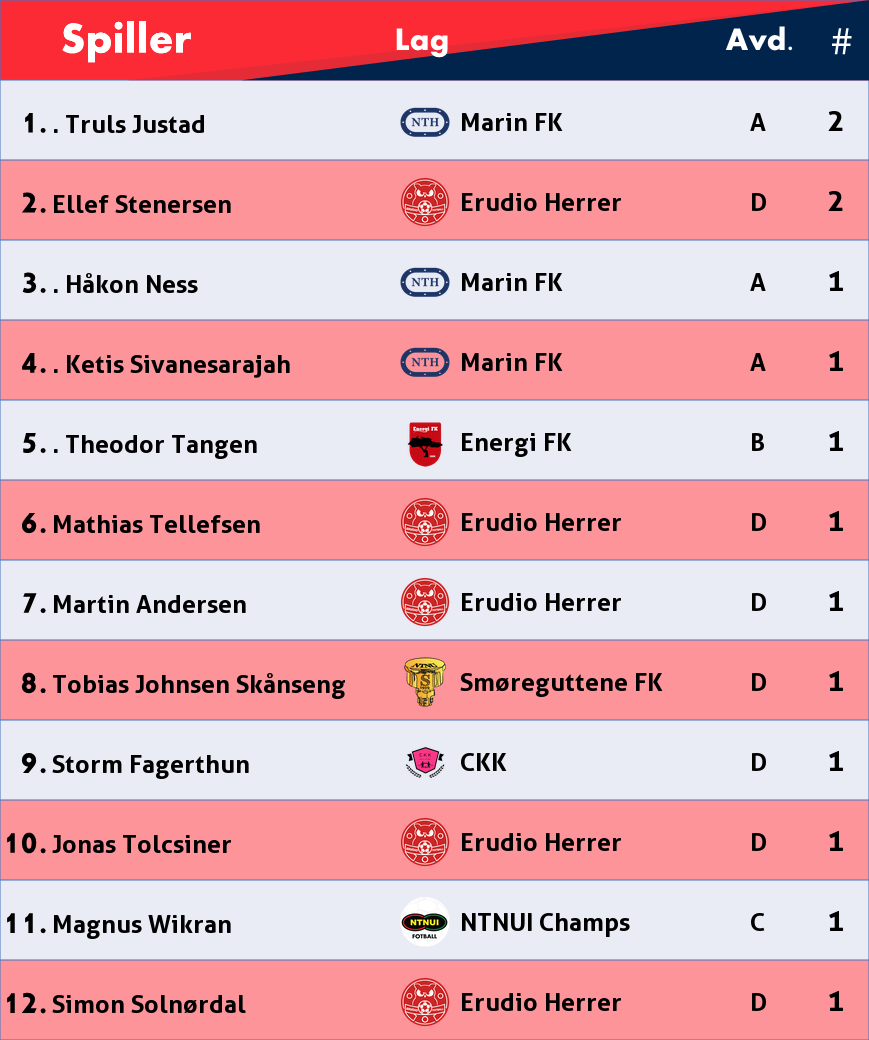 Spiller Lag Avd. #
1. . Truls Justad NTH Marin FK A 2
2. Ellef Stenersen Erudio Herrer D 2
3. . Håkon Ness NTH Marin FK A 1
4. . Ketis Sivanesarajah NTH Marin FK A 1
5. . Theodor Tangen Energi FK Energi FK B 1
6. Mathias Tellefsen Erudio Herrer D 1
7. Martin Andersen Erudio Herrer D 1
8. Tobias Johnsen Skånseng S Smøreguttene FK D 1
9. Storm Fagerthun CKK CKK D 1
10. Jonas Tolcsiner Erudio Herrer D 1
11. Magnus Wikran NTNUI FOTBALL NTNUI Champs C 1
12. Simon Solnørdal Erudio Herrer D 1